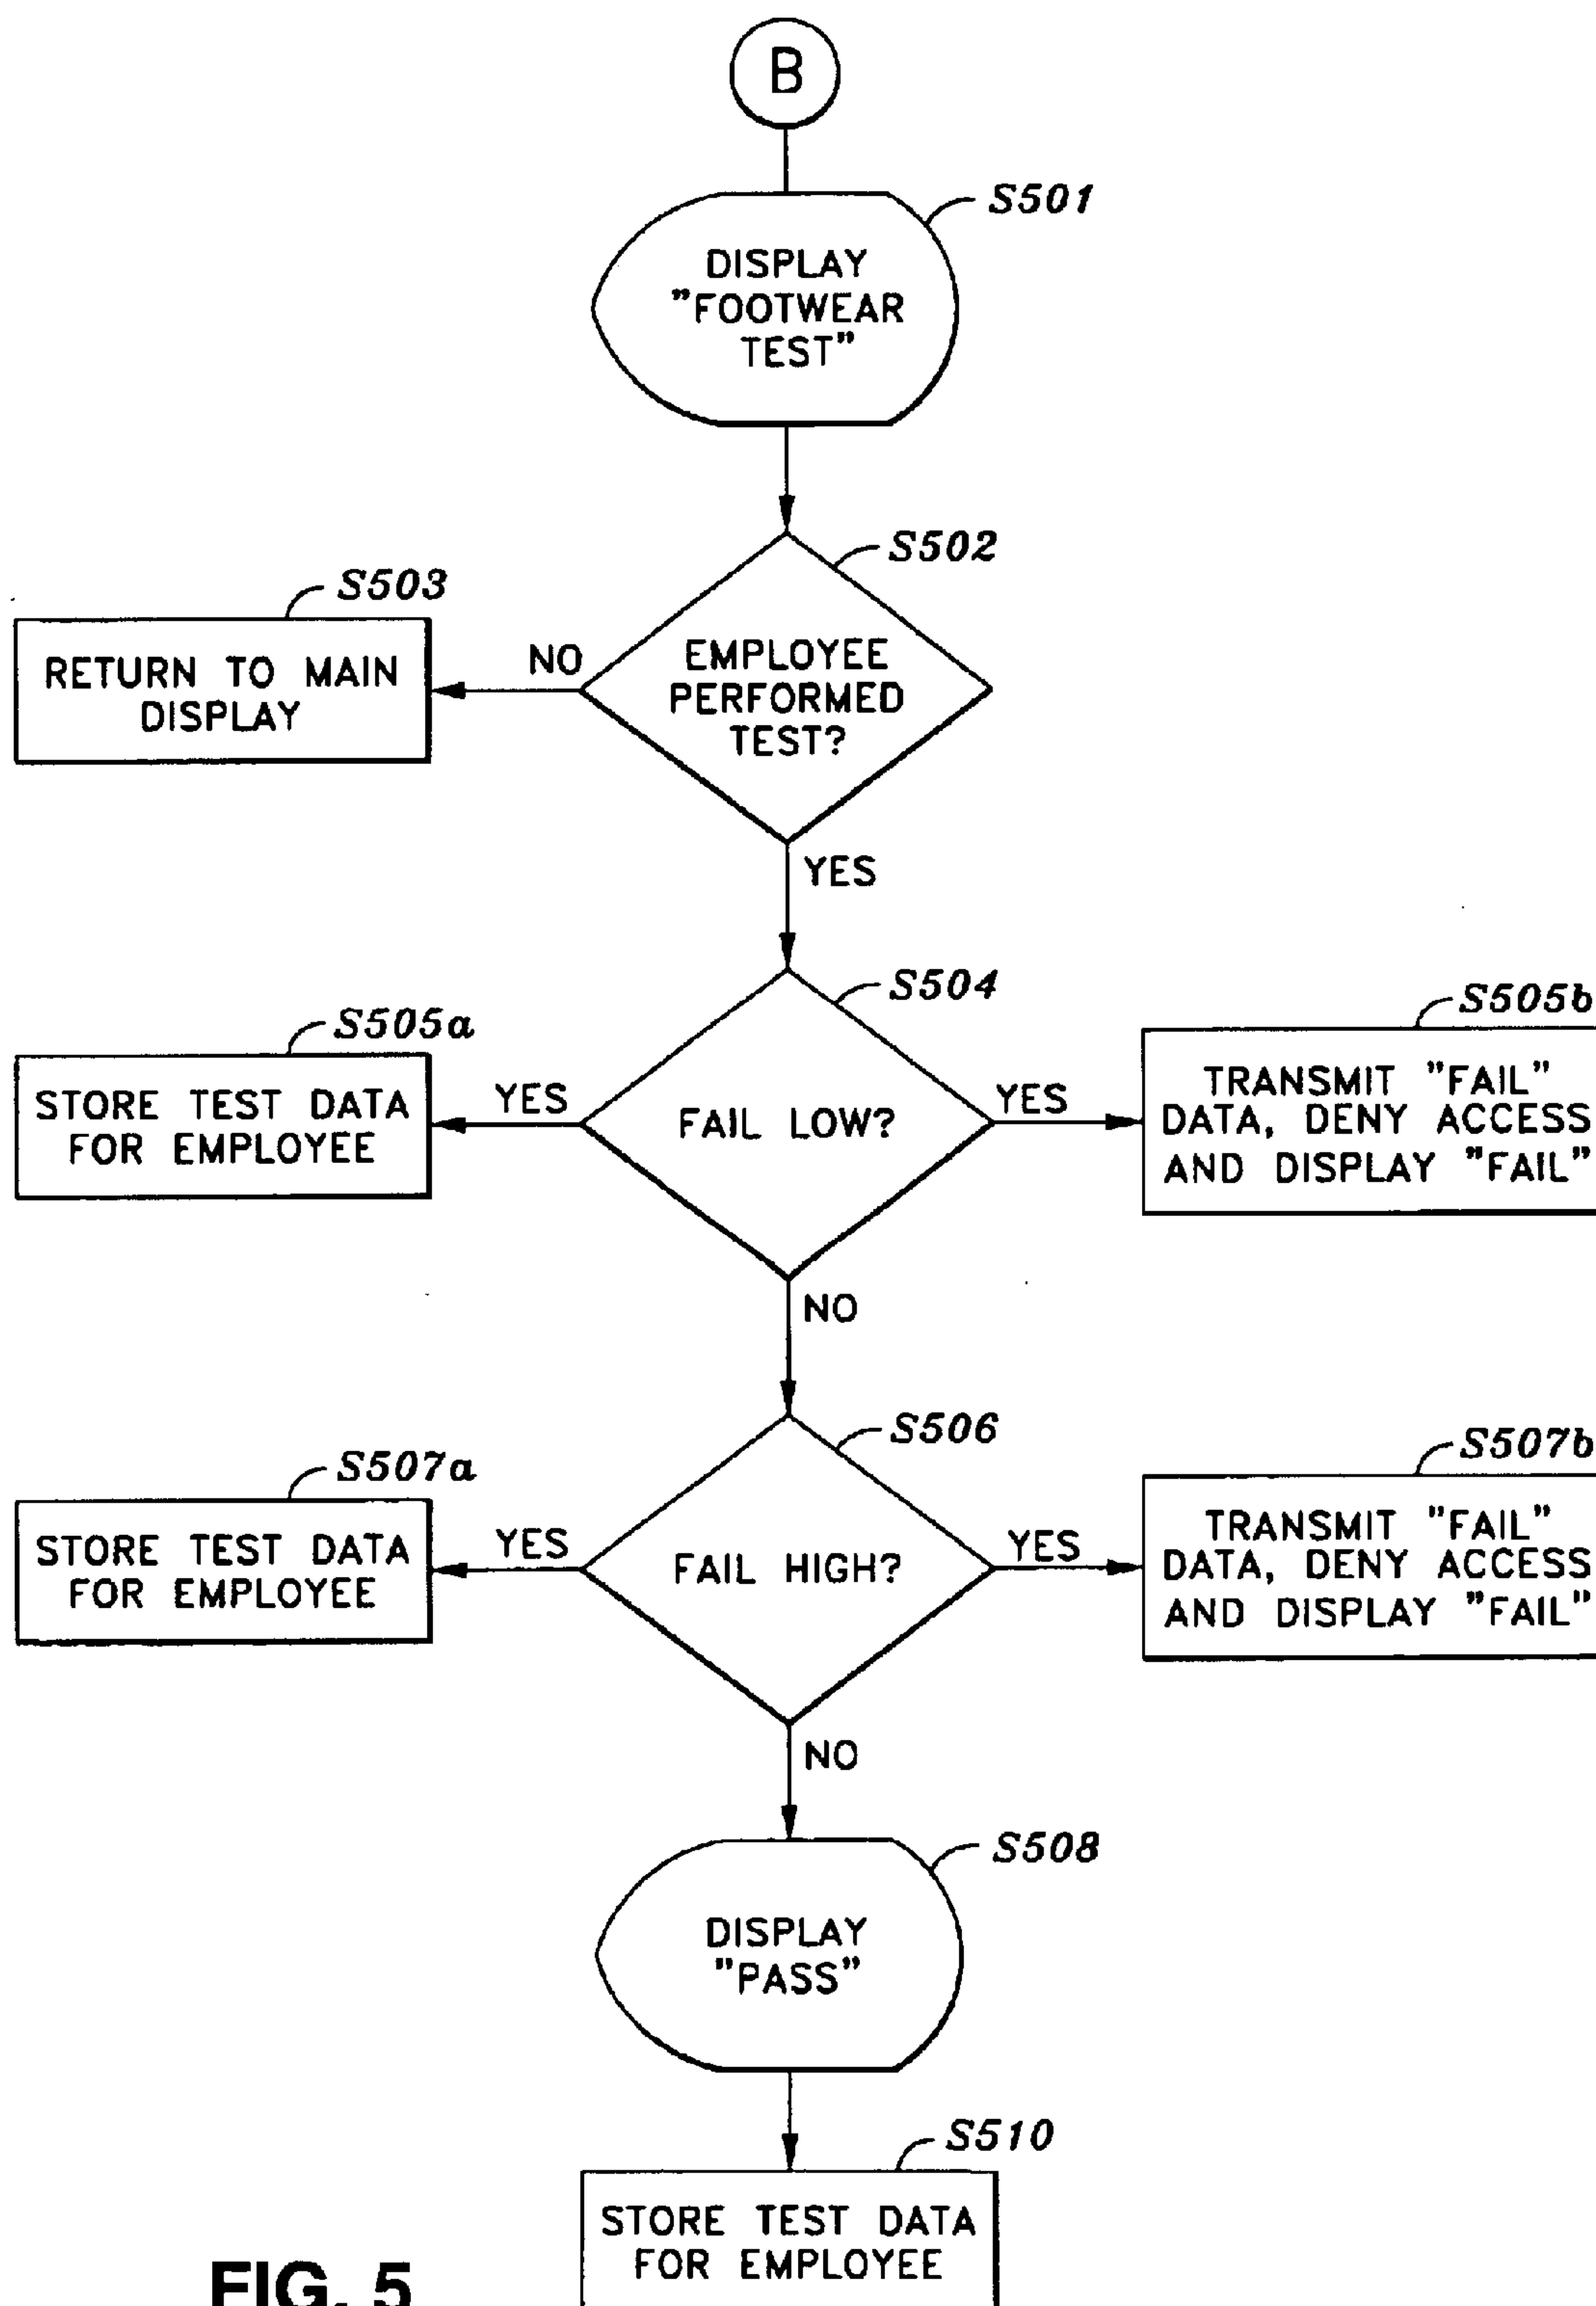 B
S501
DISPLAY
"FOOTWEAR
TEST"
S502
S503
RETURN TO MAIN
DISPLAY
NO
EMPLOYEE
PERFORMED
TEST?
YES
S504
S505a
STORE TEST DATA
FOR EMPLOYEE
YES
FAIL LOW?
YES
S505b
TRANSMIT "FAIL"
DATA, DENY ACCESS
AND DISPLAY "FAIL"
NO
S506
S507a
STORE TEST DATA
FOR EMPLOYEE
YES
FAIL HIGH?
YES
S507b
TRANSMIT "FAIL"
DATA, DENY ACCESS
AND DISPLAY "FAIL"
NO
S508
DISPLAY
"PASS"
S510
STORE TEST DATA
FOR EMPLOYEE
FIG. 5